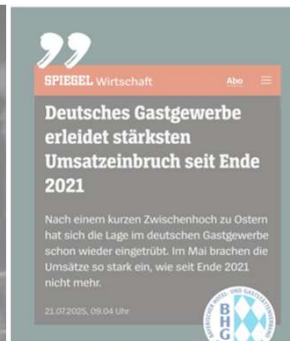 ”
SPIEGEL Wirtschaft Abo
Deutsches Gastgewerbe
erleidet stärksten
Umsatzeinbruch seit Ende
2021
Nach einem kurzen Zwischenhoch zu Ostern
hat sich die Lage im deutschen Gastgewerbe
schon wieder eingetrübt. Im Mai brachen die
Umsätze so stark ein, wie seit Ende 2021
nicht mehr.
21.07.2025, 09.04 Uhr
BHG